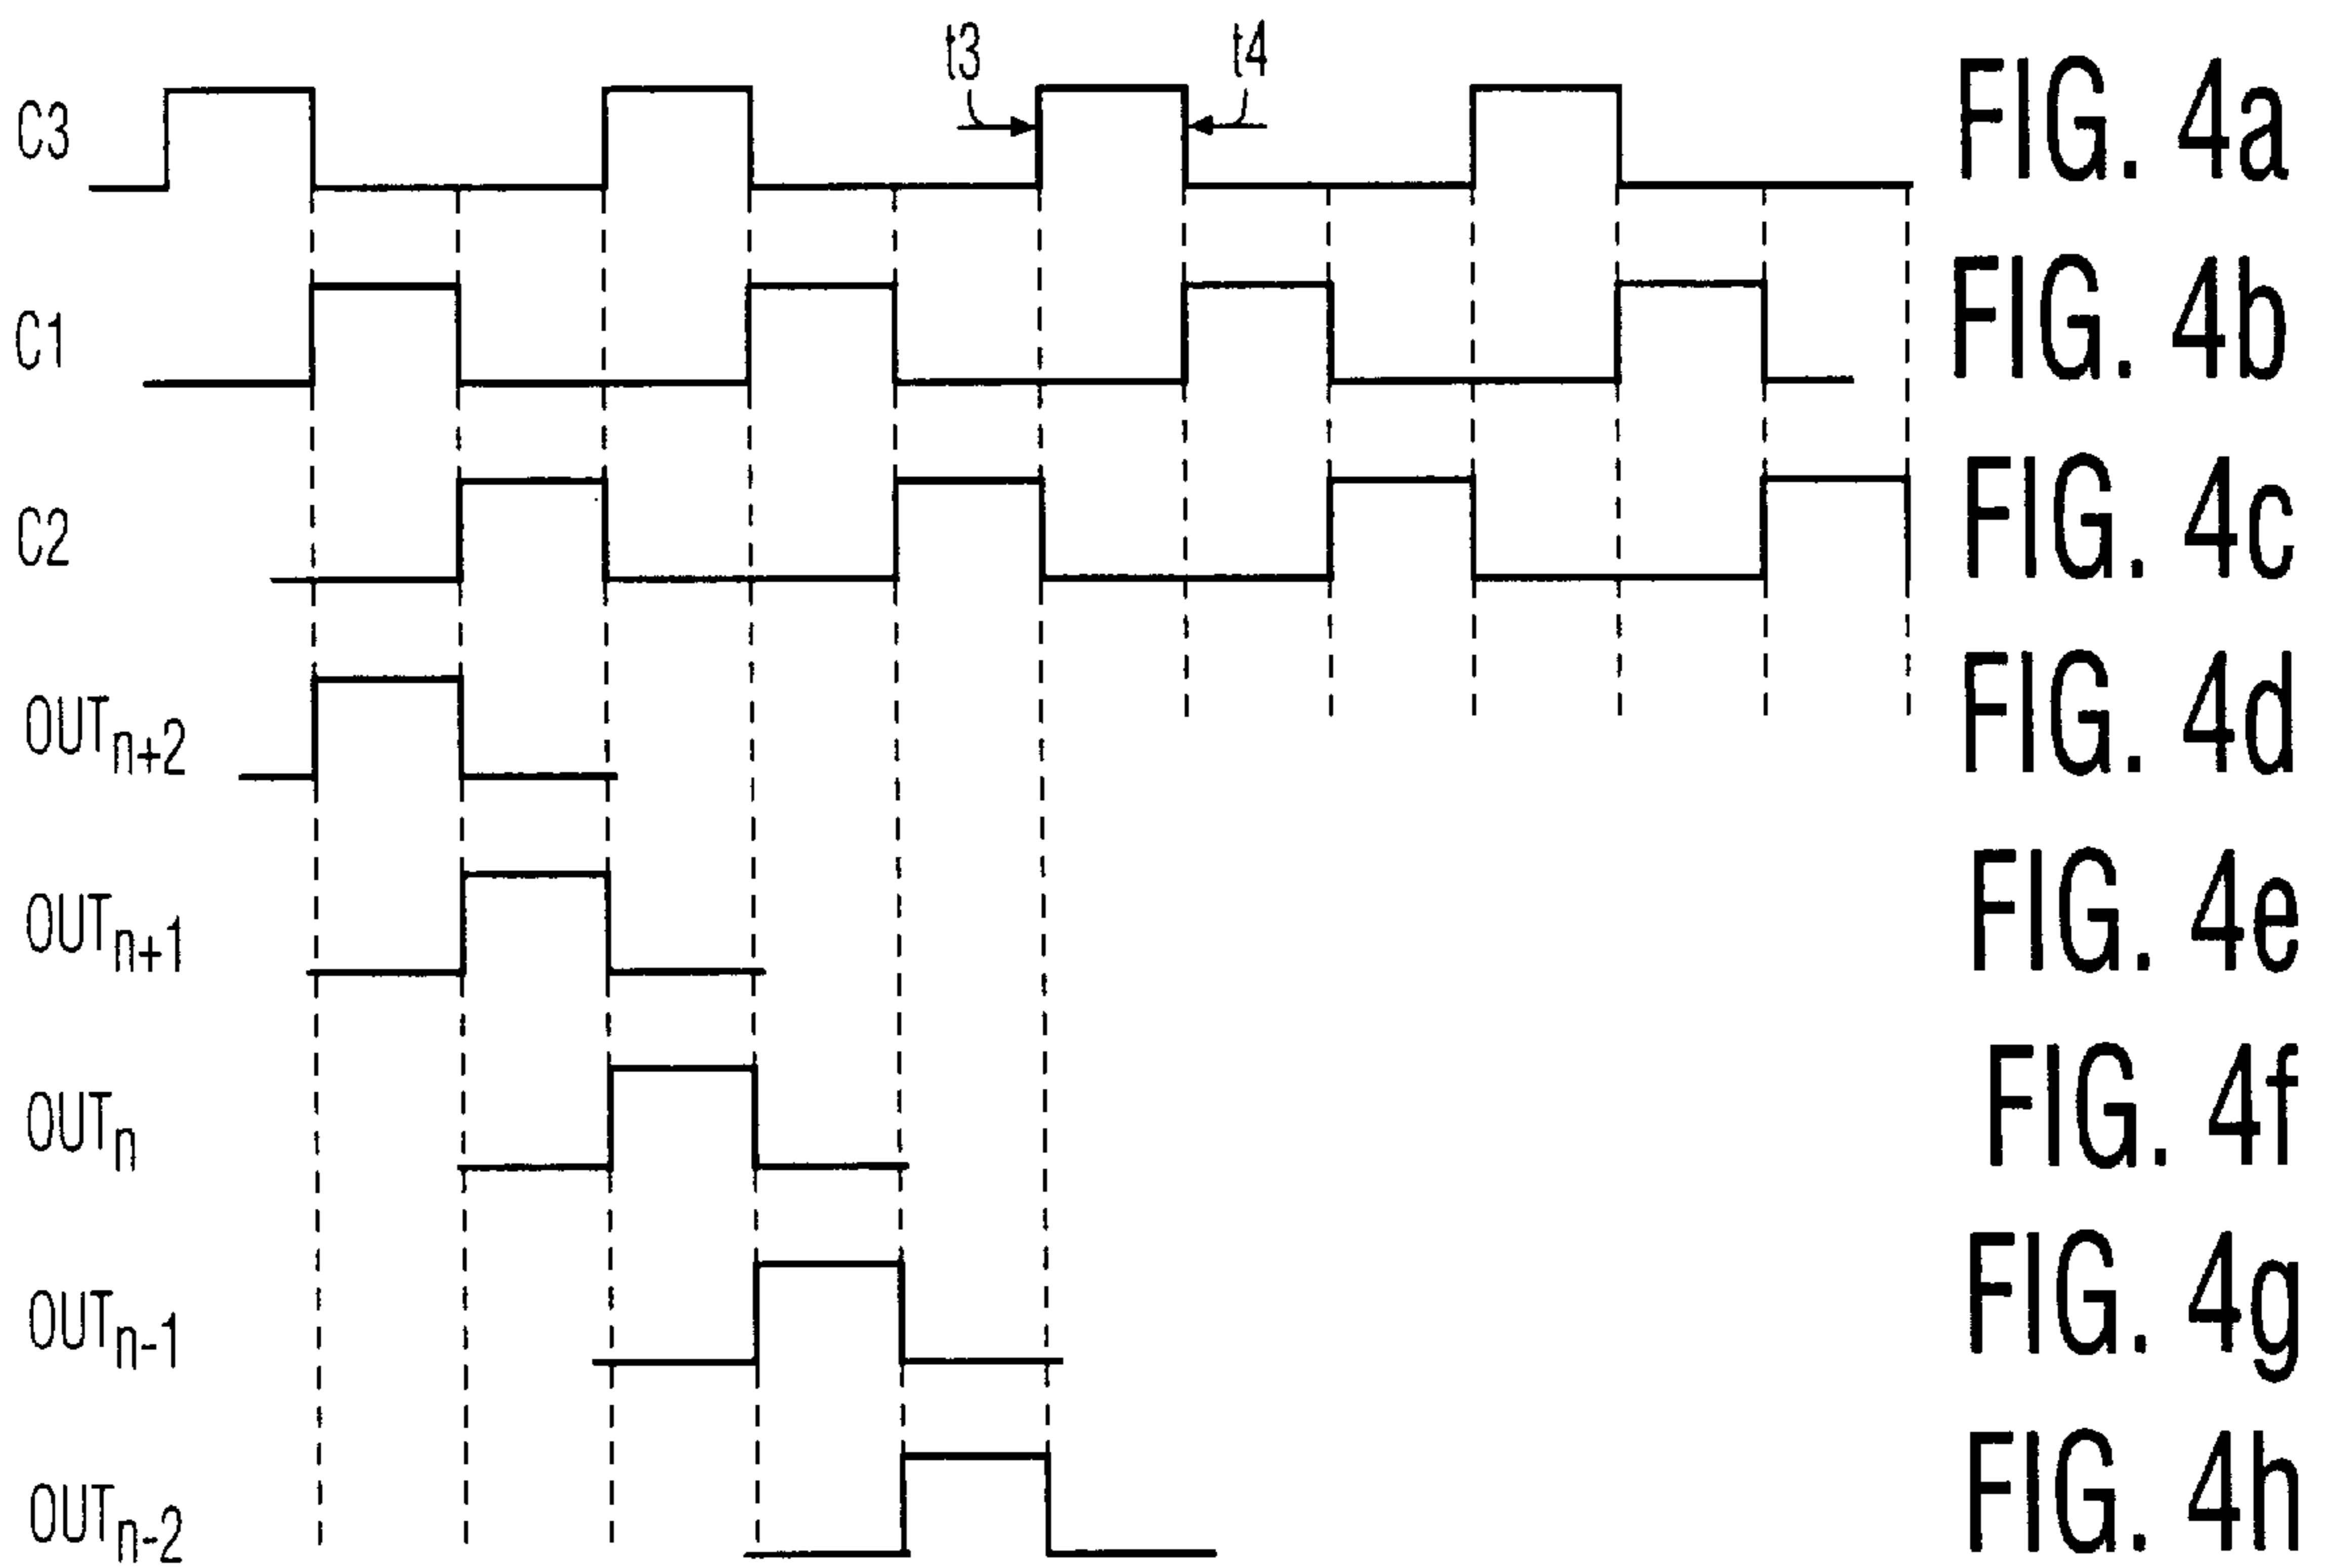 t3 t4
C3 FIG. 4a
C1 FIG. 4b
C2 FIG. 4c
OUTn+2 FIG. 4d
OUTn+1 FIG. 4e
OUTn FIG. 4f
OUTn-1 FIG. 4g
OUTn-2 FIG. 4h